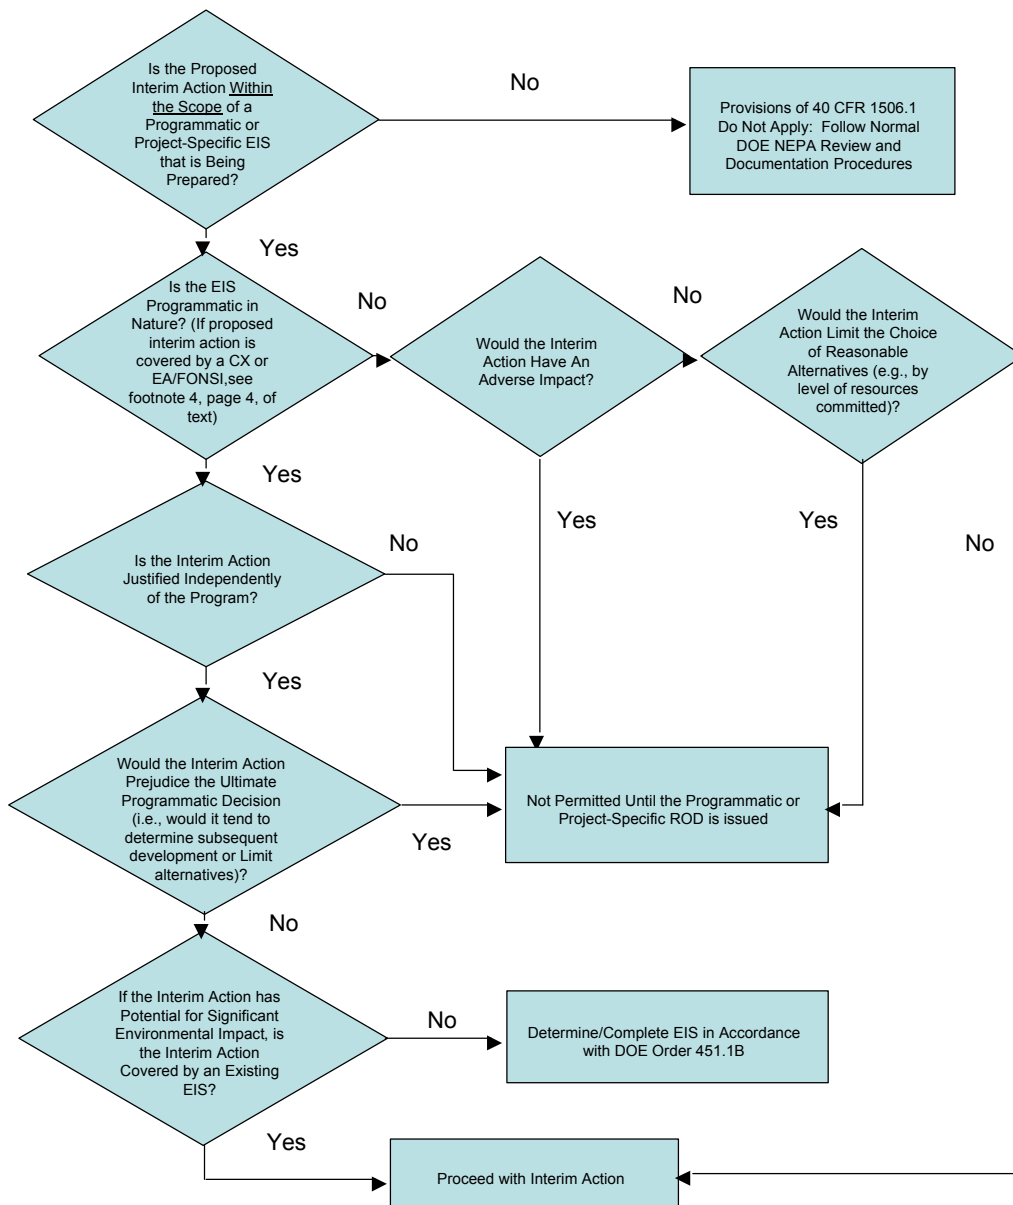 Is the Proposed
Interim Action Within
the Scope of a
Programmatic or
Project-Specific EIS
that is Being
Prepared?
No
Provisions of 40 CFR 1506.1
Do Not Apply: Follow Normal
DOE NEPA Review and
Documentation Procedures
Yes
Is the EIS
Programmatic in
Nature? (If proposed
interim action is
covered by a CX or
EA/FONSI,see
footnote 4, page 4, of
text)
No
Would the Interim
Action Have An
Adverse Impact?
No
Would the Interim
Action Limit the Choice
of Reasonable
Alternatives (e.g., by
level of resources
committed)?
Yes
Yes
Yes
No
Is the Interim Action
Justified Independently
of the Program?
No
Yes
Would the Interim Action
Prejudice the Ultimate
Programmatic Decision
(i.e., would it tend to
determine subsequent
development or Limit
alternatives)?
Yes
Not Permitted Until the Programmatic or
Project-Specific ROD is issued
No
If the Interim Action has
Potential for Significant
Environmental Impact, is
the Interim Action
Covered by an Existing
EIS?
No
Determine/Complete EIS in Accordance
with DOE Order 451.1B
Yes
Proceed with Interim Action